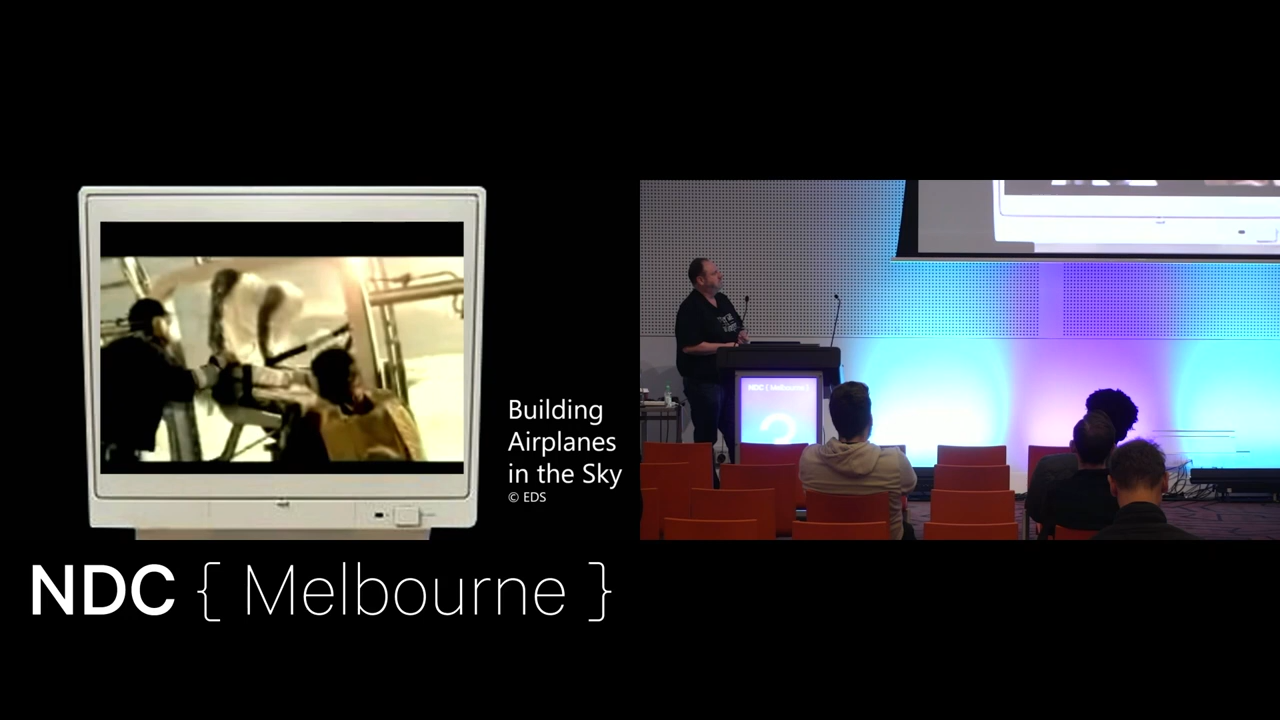 Building
Airplanes
in the Sky
© EDS
NDC { Melbourne }
NDC { Melbourne }